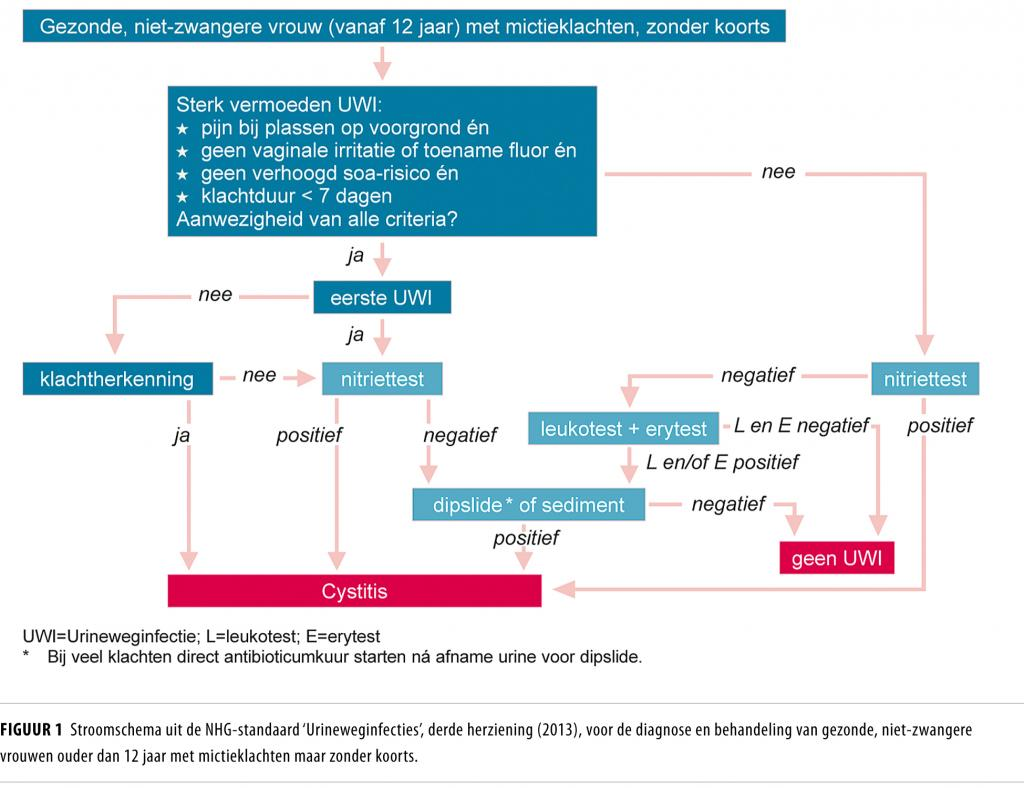 Gezonde, niet-zwangere vrouw (vanaf 12 jaar) met mictieklachten, zonder koorts
Sterk vermoeden UWI:
★ pijn bij plassen op voorgrond én
★ geen vaginale irritatie of toename fluor én
★ geen verhoogd soa-risico én
★ klachtduur < 7 dagen
Aanwezigheid van alle criteria?
nee
ja
nee
eerste UWI
ja
klachtherkenning
nee
nitriettest
negatief
nitriettest
ja
positief
negatief
leukotest + erytest
L en E negatief
positief
L en/of E positief
dipslide* of sediment
negatief
positief
geen UWI
Cystitis
UWI=Urineweginfectie; L=leukotest; E=erytest
* Bij veel klachten direct antibioticumkuur starten ná afname urine voor dipslide.
FIGUUR 1 Stroomschema uit de NHG-standaard ‘Urineweginfecties’, derde herziening (2013), voor de diagnose en behandeling van gezonde, niet-zwangere
vrouwen ouder dan 12 jaar met mictieklachten maar zonder koorts.